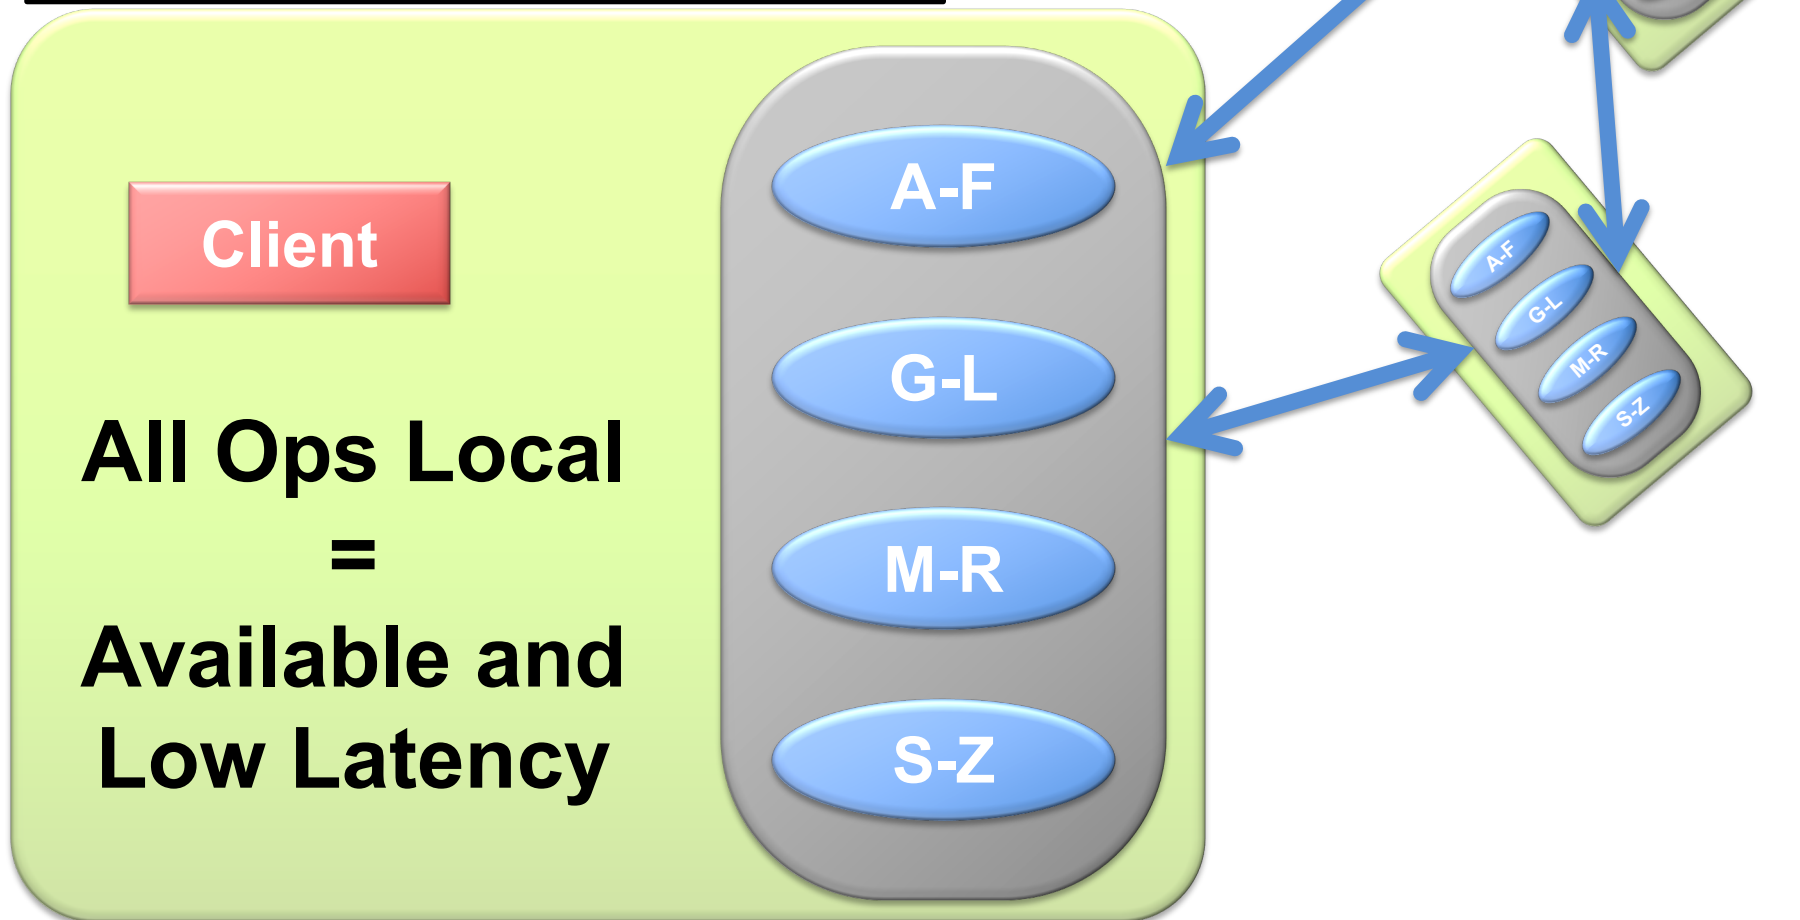 Client
All Ops Local
=
Available and
Low Latency
A-F
G-L
M-R
S-Z
A-F
G-L
M-R
S-Z